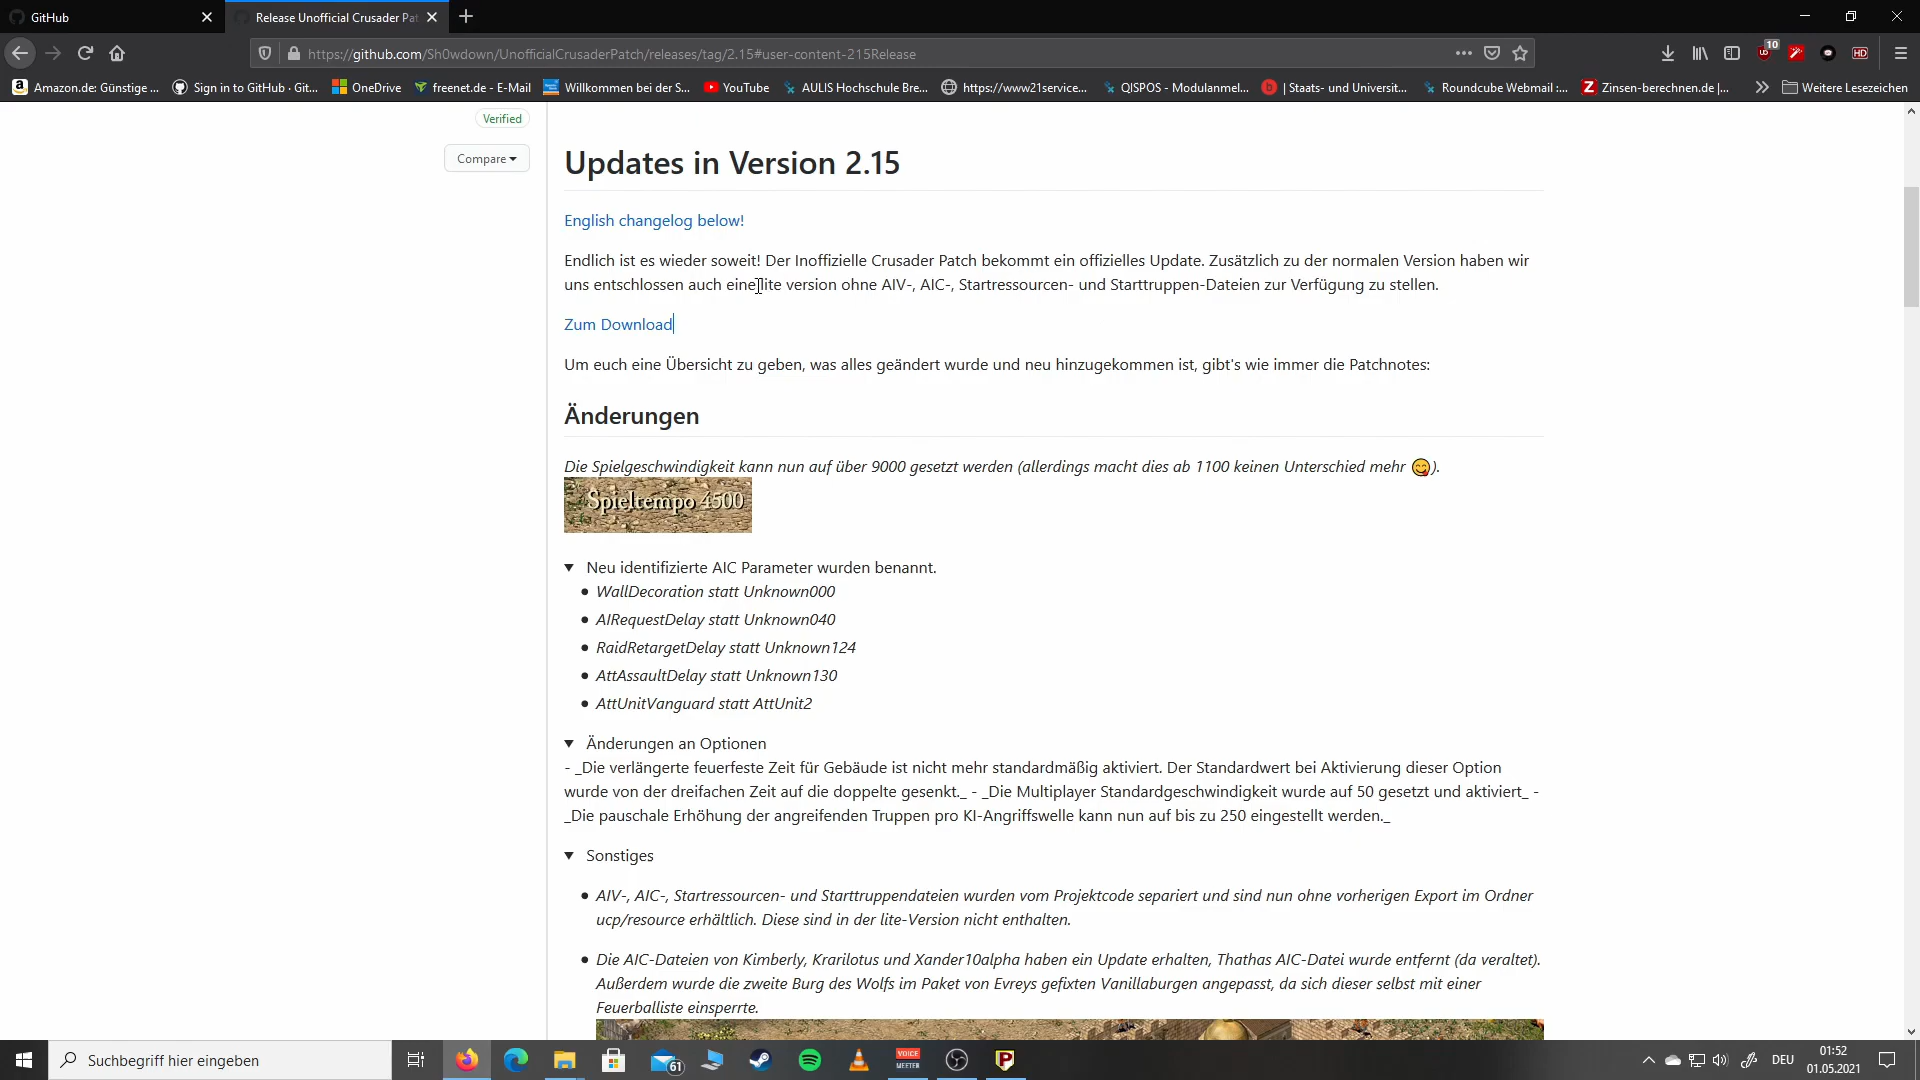 GitHub
Release Unofficial Crusader Pat
https://github.com/Sh0wdown/UnofficialCrusaderPatch/releases/tag/2.15#user-content-215Release
10
HD
Amazon.de: Günstige ...
Sign in to GitHub · Git...
OneDrive
freenet.de - E-Mail
Willkommen bei der S...
YouTube
AULIS Hochschule Bre...
https://www21service...
QISPOS - Modulanmel...
| Staats- und Universit...
Roundcube Webmail :...
Zinsen-berechnen.de |...
Weitere Lesezeichen
Verified
Compare
Updates in Version 2.15
English changelog below!
Endlich ist es wieder soweit! Der Inoffizielle Crusader Patch bekommt ein offizielles Update. Zusätzlich zu der normalen Version haben wir
uns entschlossen auch eine lite version ohne AIV-, AIC-, Startressourcen- und Starttruppen-Dateien zur Verfügung zu stellen.
Zum Download
Um euch eine Übersicht zu geben, was alles geändert wurde und neu hinzugekommen ist, gibt's wie immer die Patchnotes:
Änderungen
Die Spielgeschwindigkeit kann nun auf über 9000 gesetzt werden (allerdings macht dies ab 1100 keinen Unterschied mehr 😋).
Spieltempo 4500
▼ Neu identifizierte AIC Parameter wurden benannt.
• WallDecoration statt Unknown000
• AIRequestDelay statt Unknown040
• RaidRetargetDelay statt Unknown124
• AttAssaultDelay statt Unknown130
• AttUnitVanguard statt AttUnit2
▼ Änderungen an Optionen
- _Die verlängerte feuerfeste Zeit für Gebäude ist nicht mehr standardmäßig aktiviert. Der Standardwert bei Aktivierung dieser Option
wurde von der dreifachen Zeit auf die doppelte gesenkt._ - _Die Multiplayer Standardgeschwindigkeit wurde auf 50 gesetzt und aktiviert_ -
_Die pauschale Erhöhung der angreifenden Truppen pro KI-Angriffswelle kann nun auf bis zu 250 eingestellt werden._
▼ Sonstiges
• AIV-, AIC-, Startressourcen- und Starttruppendateien wurden vom Projektcode separiert und sind nun ohne vorherigen Export im Ordner
ucp/resource erhältlich. Diese sind in der lite-Version nicht enthalten.
• Die AIC-Dateien von Kimberly, Krarilotus und Xander10alpha haben ein Update erhalten, Thathas AIC-Datei wurde entfernt (da veraltet).
Außerdem wurde die zweite Burg des Wolfs im Paket von Evreys gefixten Vanillaburgen angepasst, da sich dieser selbst mit einer
Feuerballiste einsperrte.
Suchbegriff hier eingeben
61
VOICE
MEETER
DEU
01:52
01.05.2021